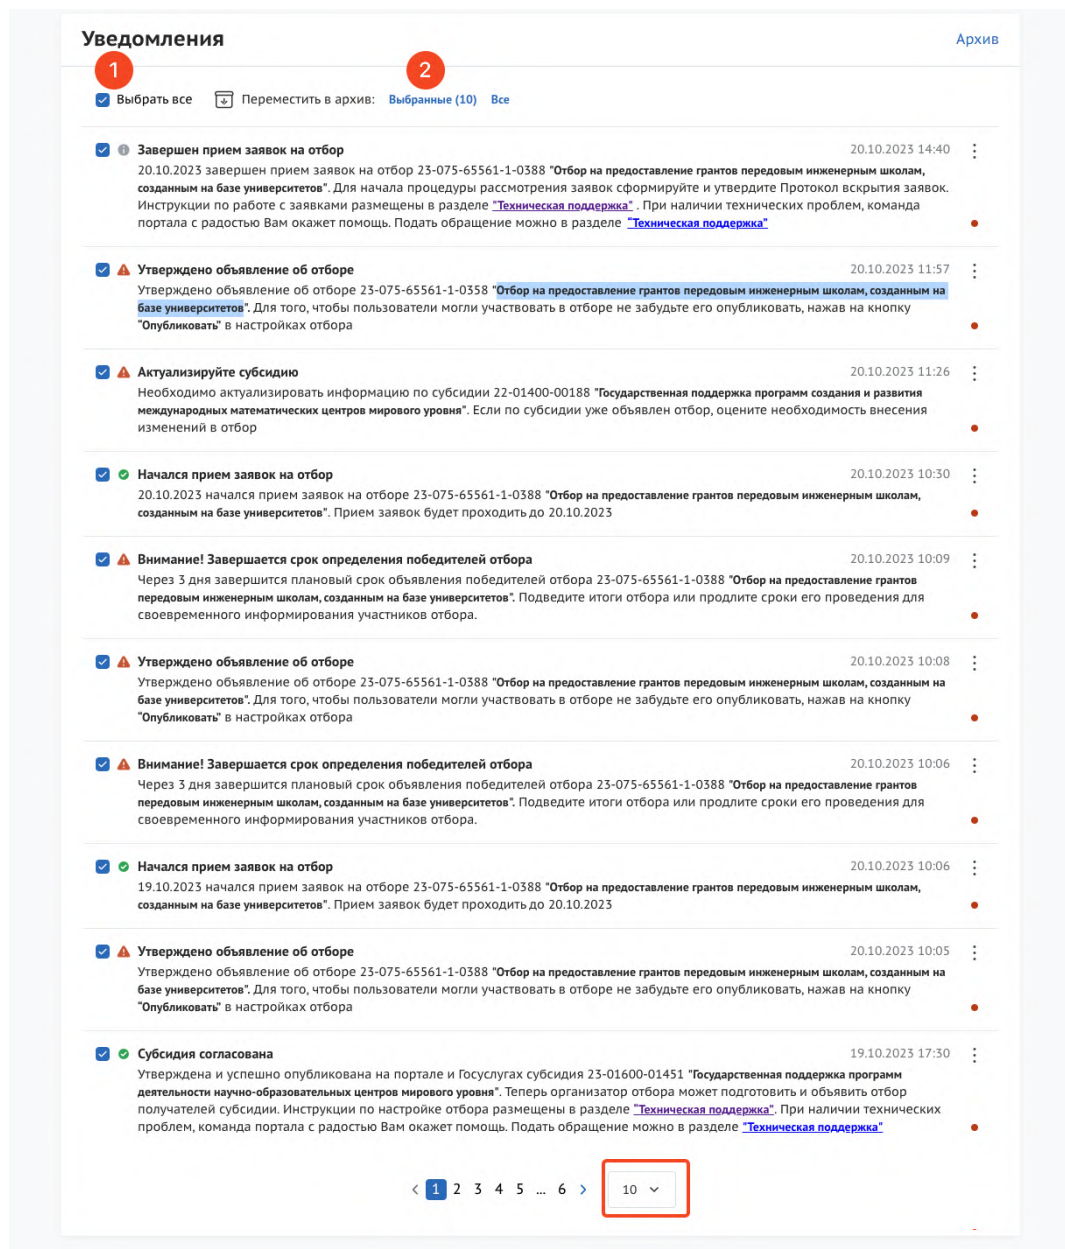 Уведомления
Архив
1
2
Выбрать все
Переместить в архив:
Выбранные (10)
Все
Завершен прием заявок на отбор
20.10.2023 14:40
20.10.2023 завершен прием заявок на отбор 23-075-65561-1-0388 "Отбор на предоставление грантов передовым инженерным школам,
созданным на базе университетов". Для начала процедуры рассмотрения заявок сформируйте и утвердите Протокол вскрытия заявок.
Инструкции по работе с заявками размещены в разделе "Техническая поддержка" . При наличии технических проблем, команда
портала с радостью Вам окажет помощь. Подать обращение можно в разделе "Техническая поддержка"
Утверждено объявление об отборе
20.10.2023 11:57
Утверждено объявление об отборе 23-075-65561-1-0358 "Отбор на предоставление грантов передовым инженерным школам, созданным на
базе университетов". Для того, чтобы пользователи могли участвовать в отборе не забудьте его опубликовать, нажав на кнопку
"Опубликовать" в настройках отбора
Актуализируйте субсидию
20.10.2023 11:26
Необходимо актуализировать информацию по субсидии 22-01400-00188 "Государственная поддержка программ создания и развития
международных математических центров мирового уровня". Если по субсидии уже объявлен отбор, оцените необходимость внесения
изменений в отбор
Начался прием заявок на отбор
20.10.2023 10:30
20.10.2023 начался прием заявок на отборе 23-075-65561-1-0388 "Отбор на предоставление грантов передовым инженерным школам,
созданным на базе университетов". Прием заявок будет проходить до 20.10.2023
Внимание! Завершается срок определения победителей отбора
20.10.2023 10:09
Через 3 дня завершится плановый срок объявления победителей отбора 23-075-65561-1-0388 "Отбор на предоставление грантов
передовым инженерным школам, созданным на базе университетов". Подведите итоги отбора или продлите сроки его проведения для
своевременного информирования участников отбора.
Утверждено объявление об отборе
20.10.2023 10:08
Утверждено объявление об отборе 23-075-65561-1-0388 "Отбор на предоставление грантов передовым инженерным школам, созданным на
базе университетов". Для того, чтобы пользователи могли участвовать в отборе не забудьте его опубликовать, нажав на кнопку
"Опубликовать" в настройках отбора
Внимание! Завершается срок определения победителей отбора
20.10.2023 10:06
Через 3 дня завершится плановый срок объявления победителей отбора 23-075-65561-1-0388 "Отбор на предоставление грантов
передовым инженерным школам, созданным на базе университетов". Подведите итоги отбора или продлите сроки его проведения для
своевременного информирования участников отбора.
Начался прием заявок на отбор
20.10.2023 10:06
19.10.2023 начался прием заявок на отборе 23-075-65561-1-0388 "Отбор на предоставление грантов передовым инженерным школам,
созданным на базе университетов". Прием заявок будет проходить до 20.10.2023
Утверждено объявление об отборе
20.10.2023 10:05
Утверждено объявление об отборе 23-075-65561-1-0388 "Отбор на предоставление грантов передовым инженерным школам, созданным на
базе университетов". Для того, чтобы пользователи могли участвовать в отборе не забудьте его опубликовать, нажав на кнопку
"Опубликовать" в настройках отбора
Субсидия согласована
19.10.2023 17:30
Утверждена и успешно опубликована на портале и Госуслугах субсидия 23-01600-01451 "Государственная поддержка программ
деятельности научно-образовательных центров мирового уровня". Теперь организатор отбора может подготовить и объявить отбор
получателей субсидии. Инструкции по настройке отбора размещены в разделе "Техническая поддержка". При наличии технических
проблем, команда портала с радостью Вам окажет помощь. Подать обращение можно в разделе "Техническая поддержка"
1 2 3 4 5 ... 6
10